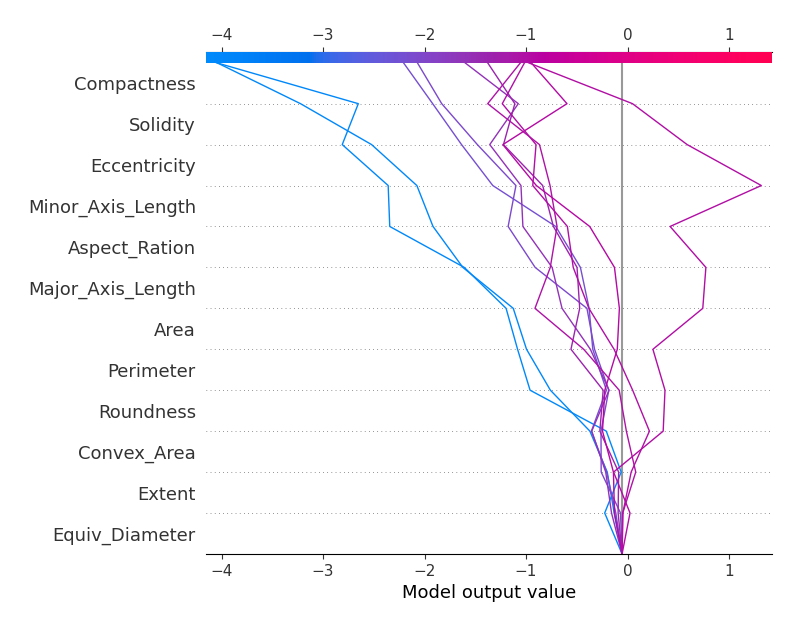 −4 −3 −2 −1 0 1
Compactness
Solidity
Eccentricity
Minor_Axis_Length
Aspect_Ration
Major_Axis_Length
Area
Perimeter
Roundness
Convex_Area
Extent
Equiv_Diameter
−4 −3 −2 −1 0 1
Model output value